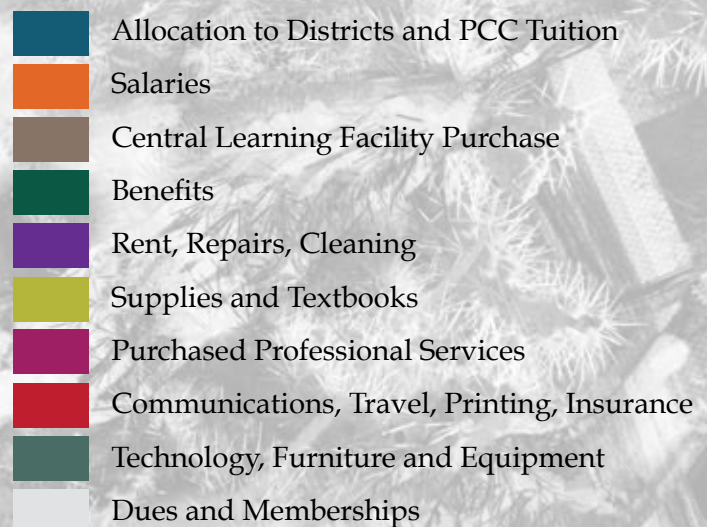 Allocation to Districts and PCC Tuition
Salaries
Central Learning Facility Purchase
Benefits
Rent, Repairs, Cleaning
Supplies and Textbooks
Purchased Professional Services
Communications, Travel, Printing, Insurance
Technology, Furniture and Equipment
Dues and Memberships